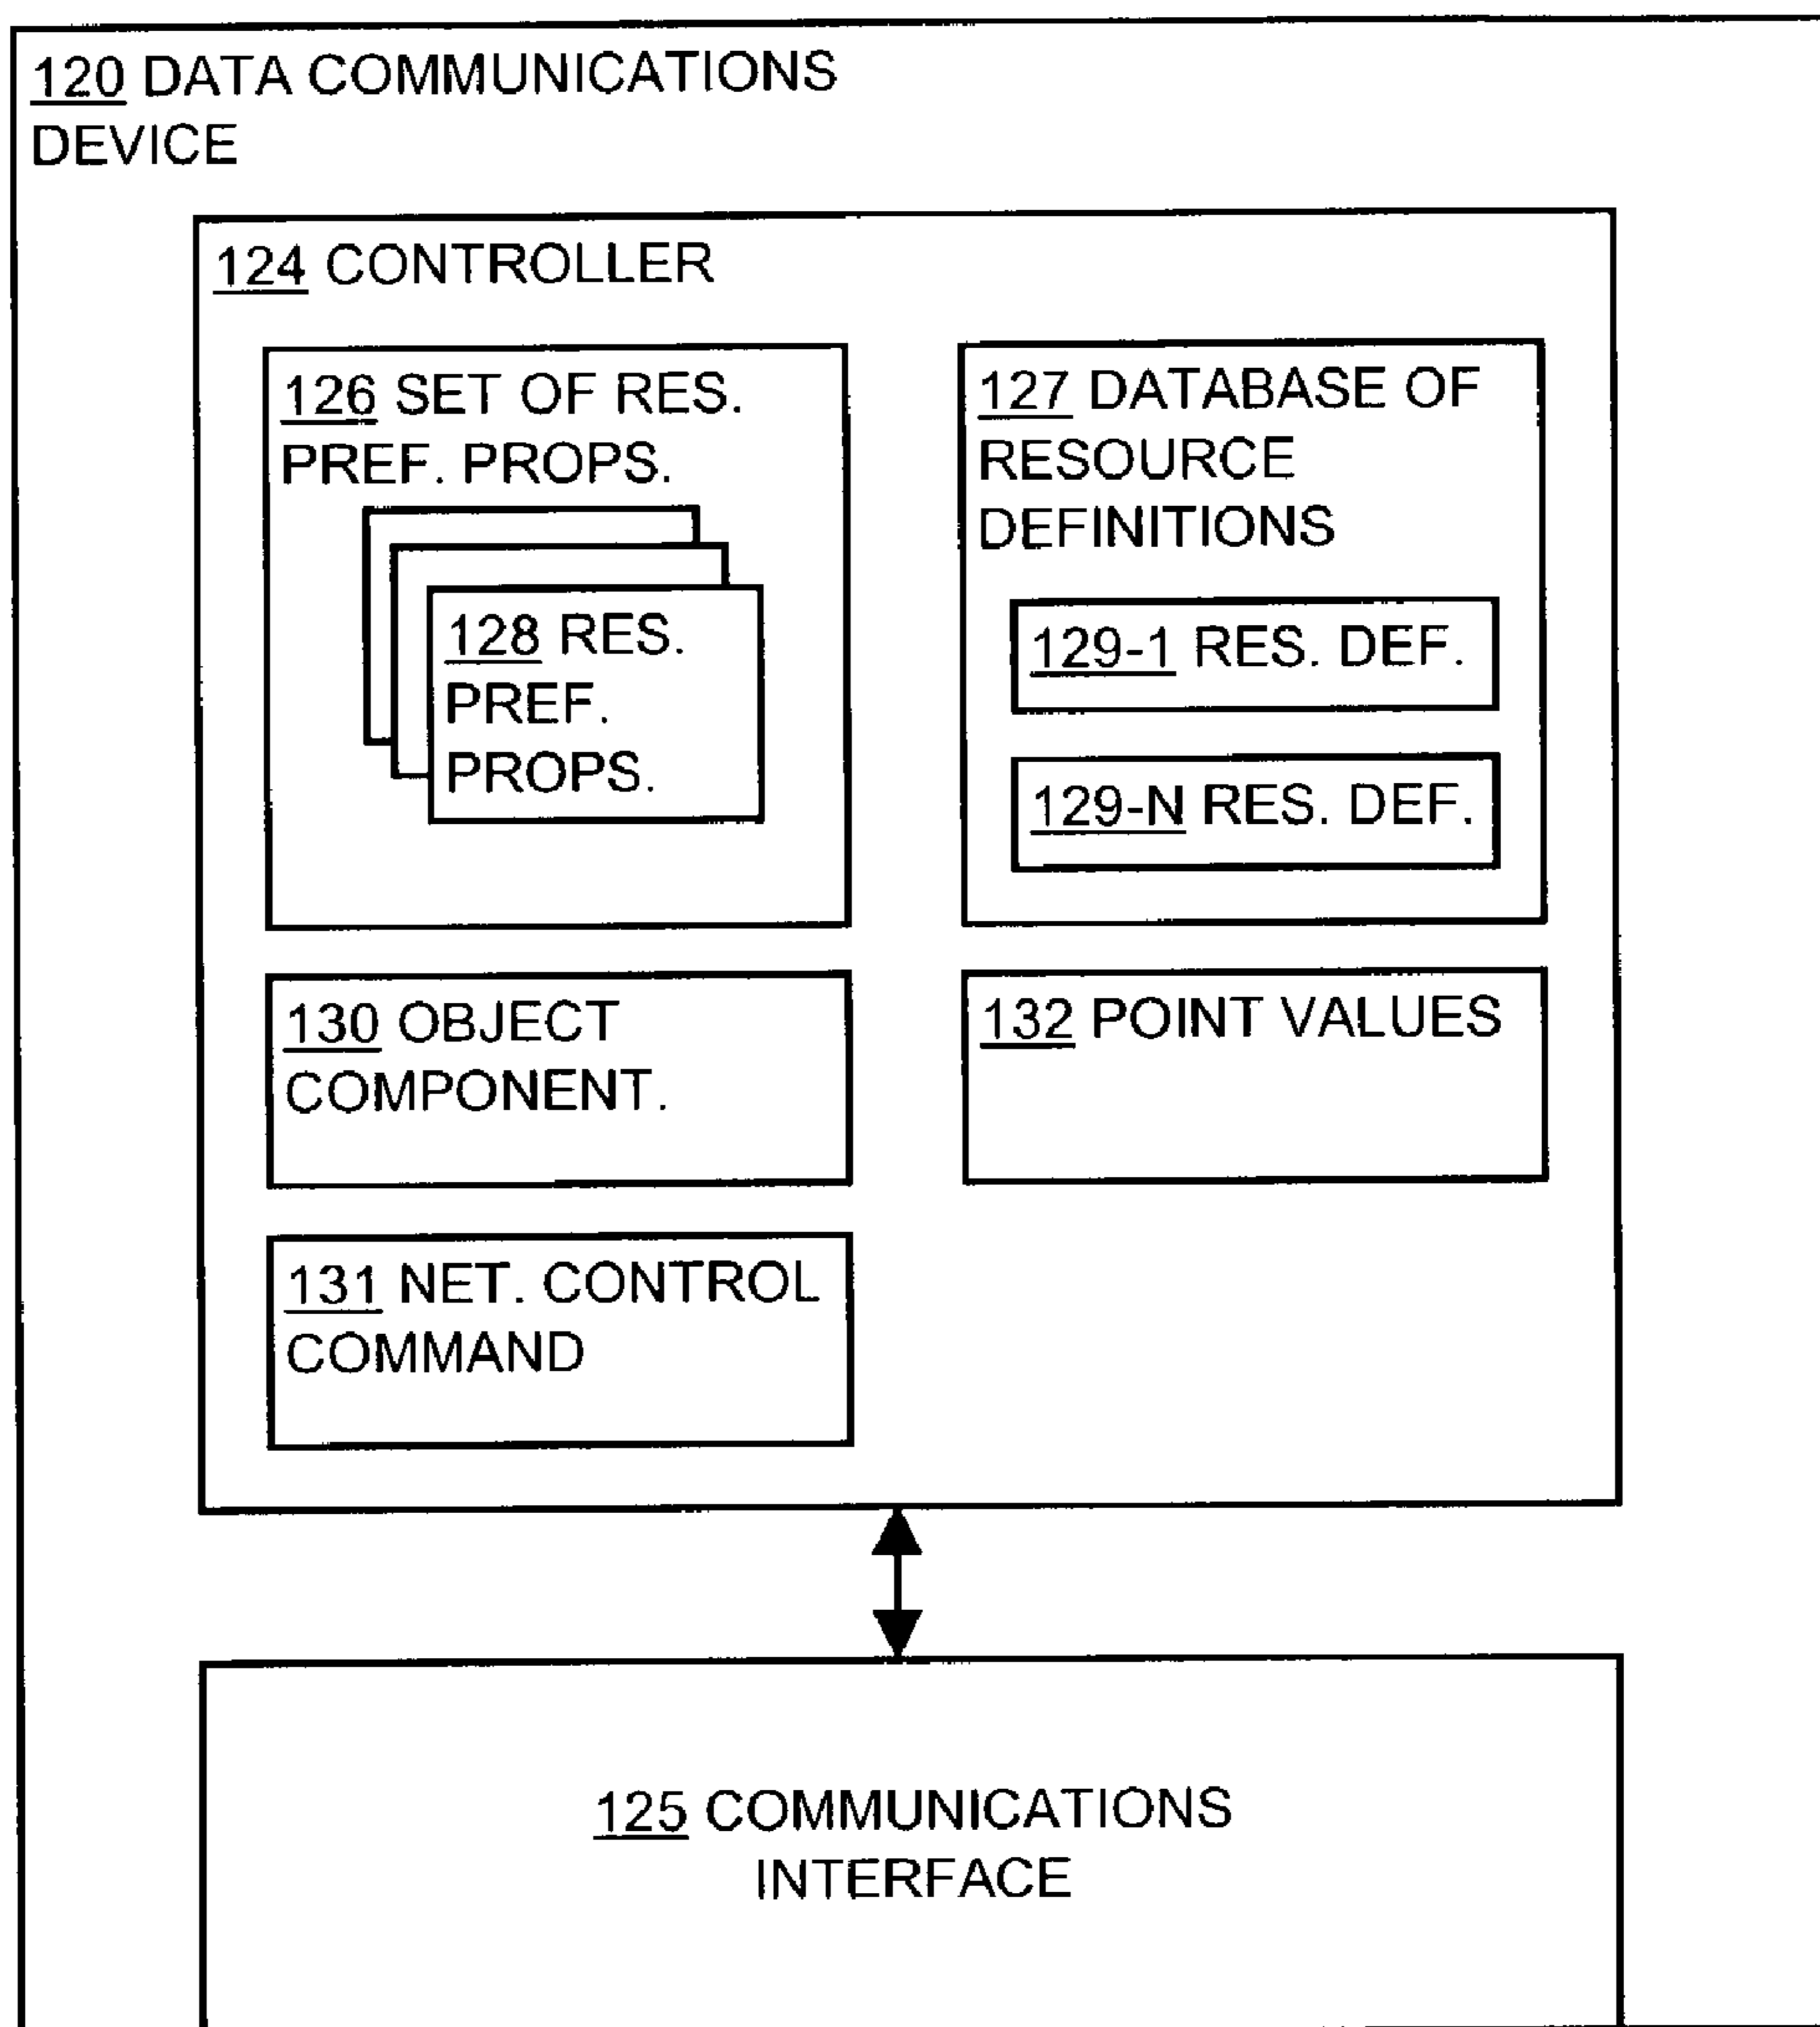 120 DATA COMMUNICATIONS
DEVICE
124 CONTROLLER
126 SET OF RES.
PREF. PROPS.
128 RES.
PREF.
PROPS.
127 DATABASE OF
RESOURCE
DEFINITIONS
129-1 RES. DEF.
129-N RES. DEF.
130 OBJECT
COMPONENT.
132 POINT VALUES
131 NET. CONTROL
COMMAND
125 COMMUNICATIONS
INTERFACE